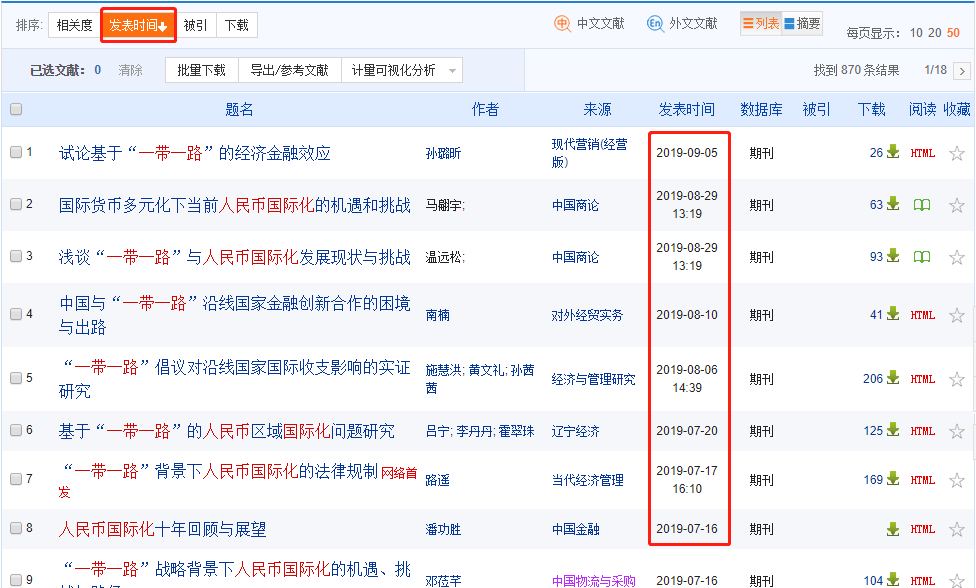 排序: 相关度 发表时间↓ 被引 下载 中文文献 外文文献 列表 摘要 每页显示: 10 20 50
已选文献: 0 清除 批量下载 导出/参考文献 计量可视化分析 找到 870 条结果 1/18 >
题名 作者 来源 发表时间 数据库 被引 下载 阅读 收藏
1 试论基于“一带一路”的经济金融效应 孙璐昕 现代营销(经营
版) 2019-09-05 期刊 26 HTML
2 国际货币多元化下当前人民币国际化的机遇和挑战 马翩宇; 中国商论 2019-08-29
13:19 期刊 63
3 浅谈“一带一路”与人民币国际化发展现状与挑战 温远松; 中国商论 2019-08-29
13:19 期刊 93
4 中国与“一带一路”沿线国家金融创新合作的困境
与出路 南楠 对外经贸实务 2019-08-10 期刊 41 HTML
5 “一带一路”倡议对沿线国家国际收支影响的实证
研究 施慧洪; 黄文礼; 孙茜
茜 经济与管理研究 2019-08-06
14:39 期刊 206 HTML
6 基于“一带一路”的人民币区域国际化问题研究 吕宁; 李丹丹; 霍翠珠 辽宁经济 2019-07-20 期刊 125 HTML
7 “一带一路”背景下人民币国际化的法律规制 网络首
发 路遥 当代经济管理 2019-07-17
16:10 期刊 169 HTML
8 人民币国际化十年回顾与展望 潘功胜 中国金融 2019-07-16 期刊 HTML
9 “一带一路”战略背景下人民币国际化的机遇、挑
邓莅芊 中国物流与采购 2019-07-16 期刊 104 HTML